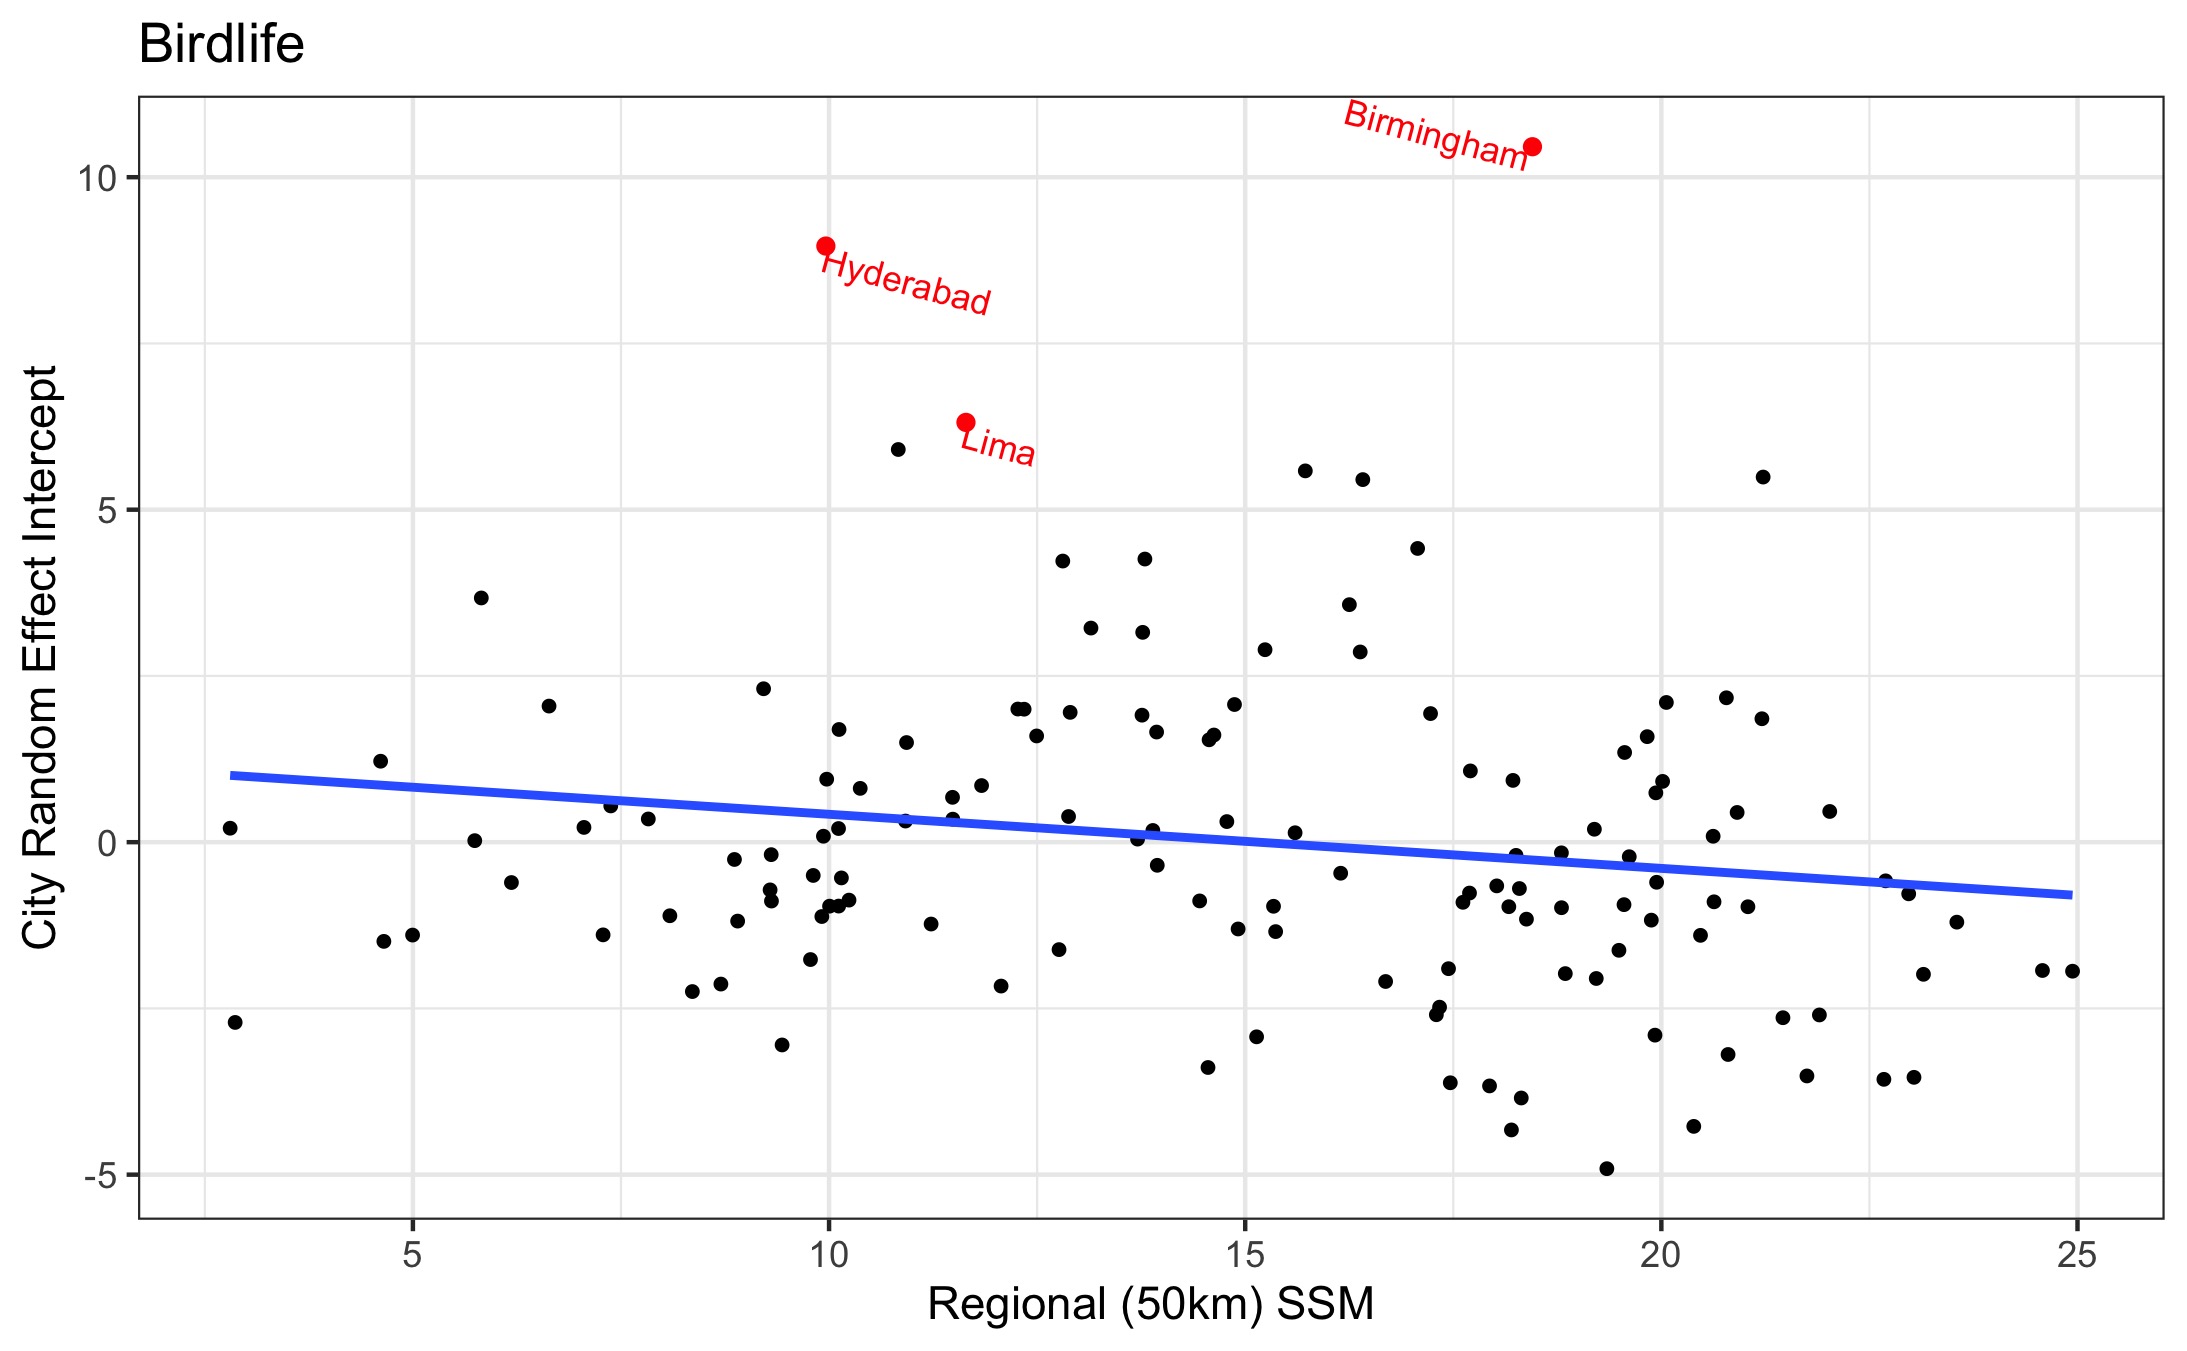 Birdlife
Birmingham
Hyderabad
Lima
City Random Effect Intercept
10
5
0
-5
5
10
15
20
25
Regional (50km) SSM